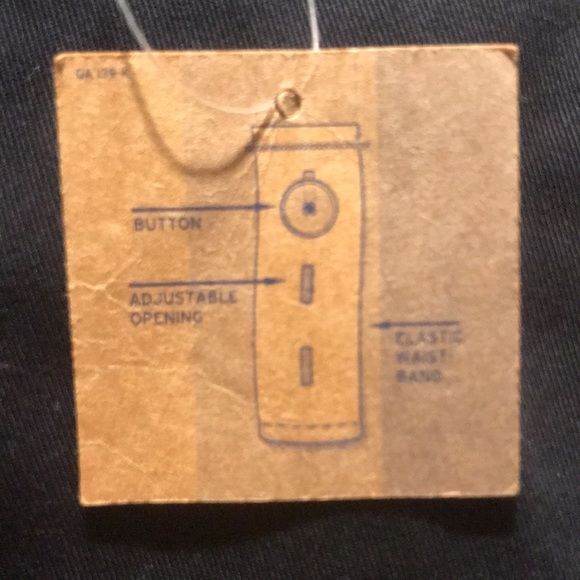 BUTTON
ADJUSTABLE
OPENING
ELASTIC
WAIST
BAND